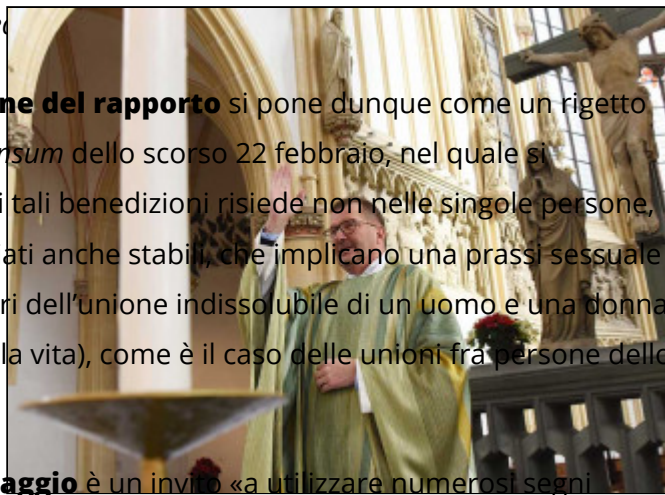 ne del rapporto si pone dunque come un rigetto
nsum dello scorso 22 febbraio, nel quale si
i tali benedizioni risiede non nelle singole persone,
ati anche stabili, che implicano una prassi sessuale
ri dell’unione indissolubile di un uomo e una donna
la vita), come è il caso delle unioni fra persone dello
aggio è un invito «a utilizzare numerosi segni